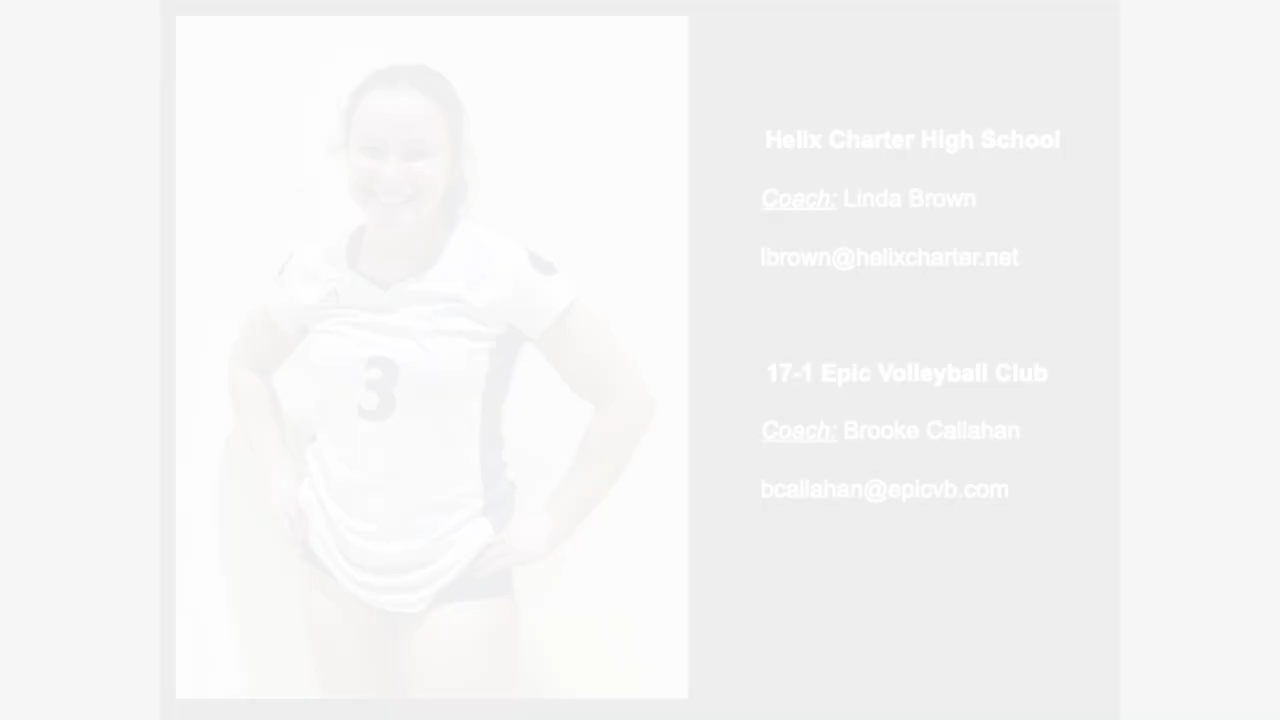 3
Helix Charter High School
Coach: Linda Brown
lbrown@helixcharter.net
17-1 Epic Volleyball Club
Coach: Brooke Callahan
bcallahan@epicvb.com